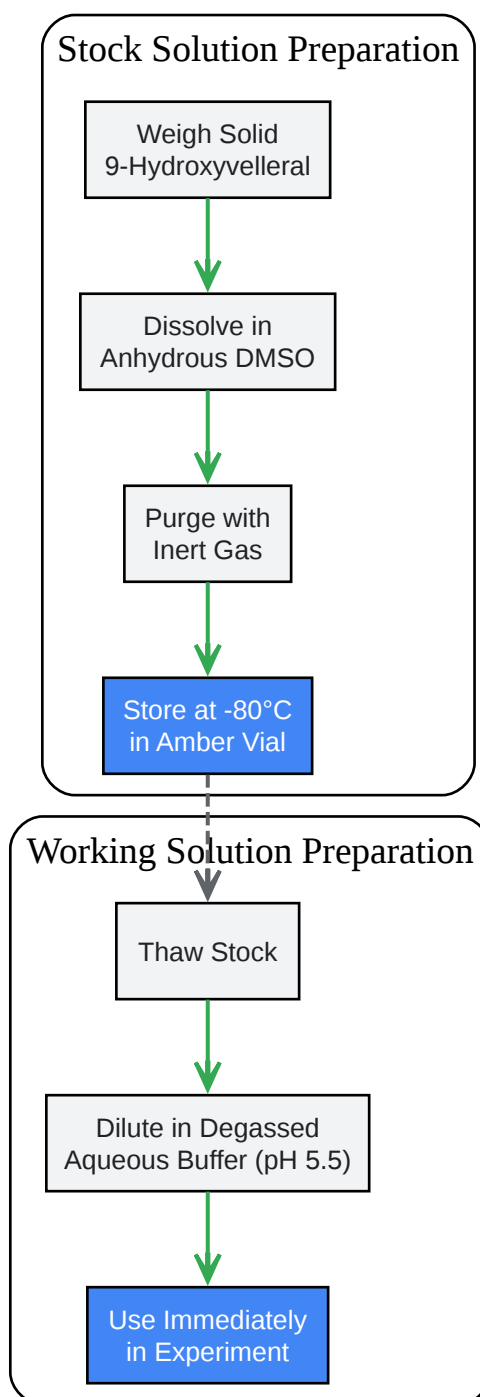 Stock Solution Preparation
Weigh Solid
9-Hydroxyvelleral
Dissolve in
Anhydrous DMSO
Purge with
Inert Gas
Store at -80°C
in Amber Vial
Working Solution Preparation
Thaw Stock
Dilute in Degassed
Aqueous Buffer (pH 5.5)
Use Immediately
in Experiment